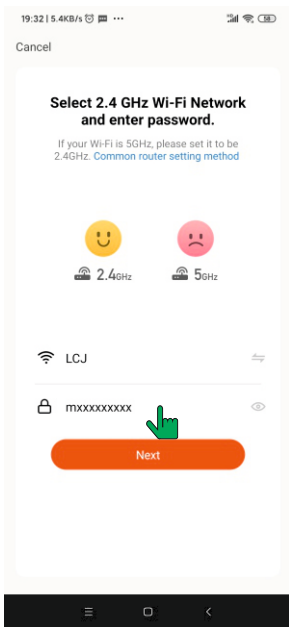 19:32 | 5.4KB/s
58
Cancel
Select 2.4 GHz Wi-Fi Network
and enter password.
If your Wi-Fi is 5GHz, please set it to be
2.4GHz. Common router setting method
2.4GHz
5GHz
LCJ
mxxxxxxxxx
Next